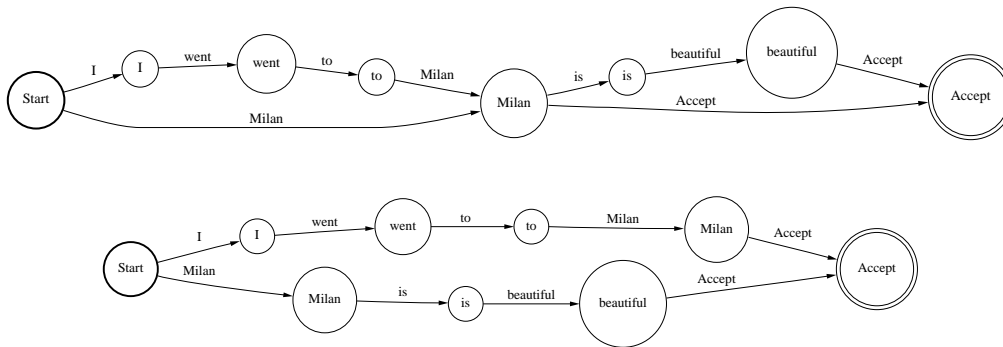 I went to Milan is beautiful Accept
Start I went to Milan is beautiful Accept
Milan Accept
I went to Milan Accept
Start I went to Milan Accept
Milan is beautiful Accept
Milan is beautiful